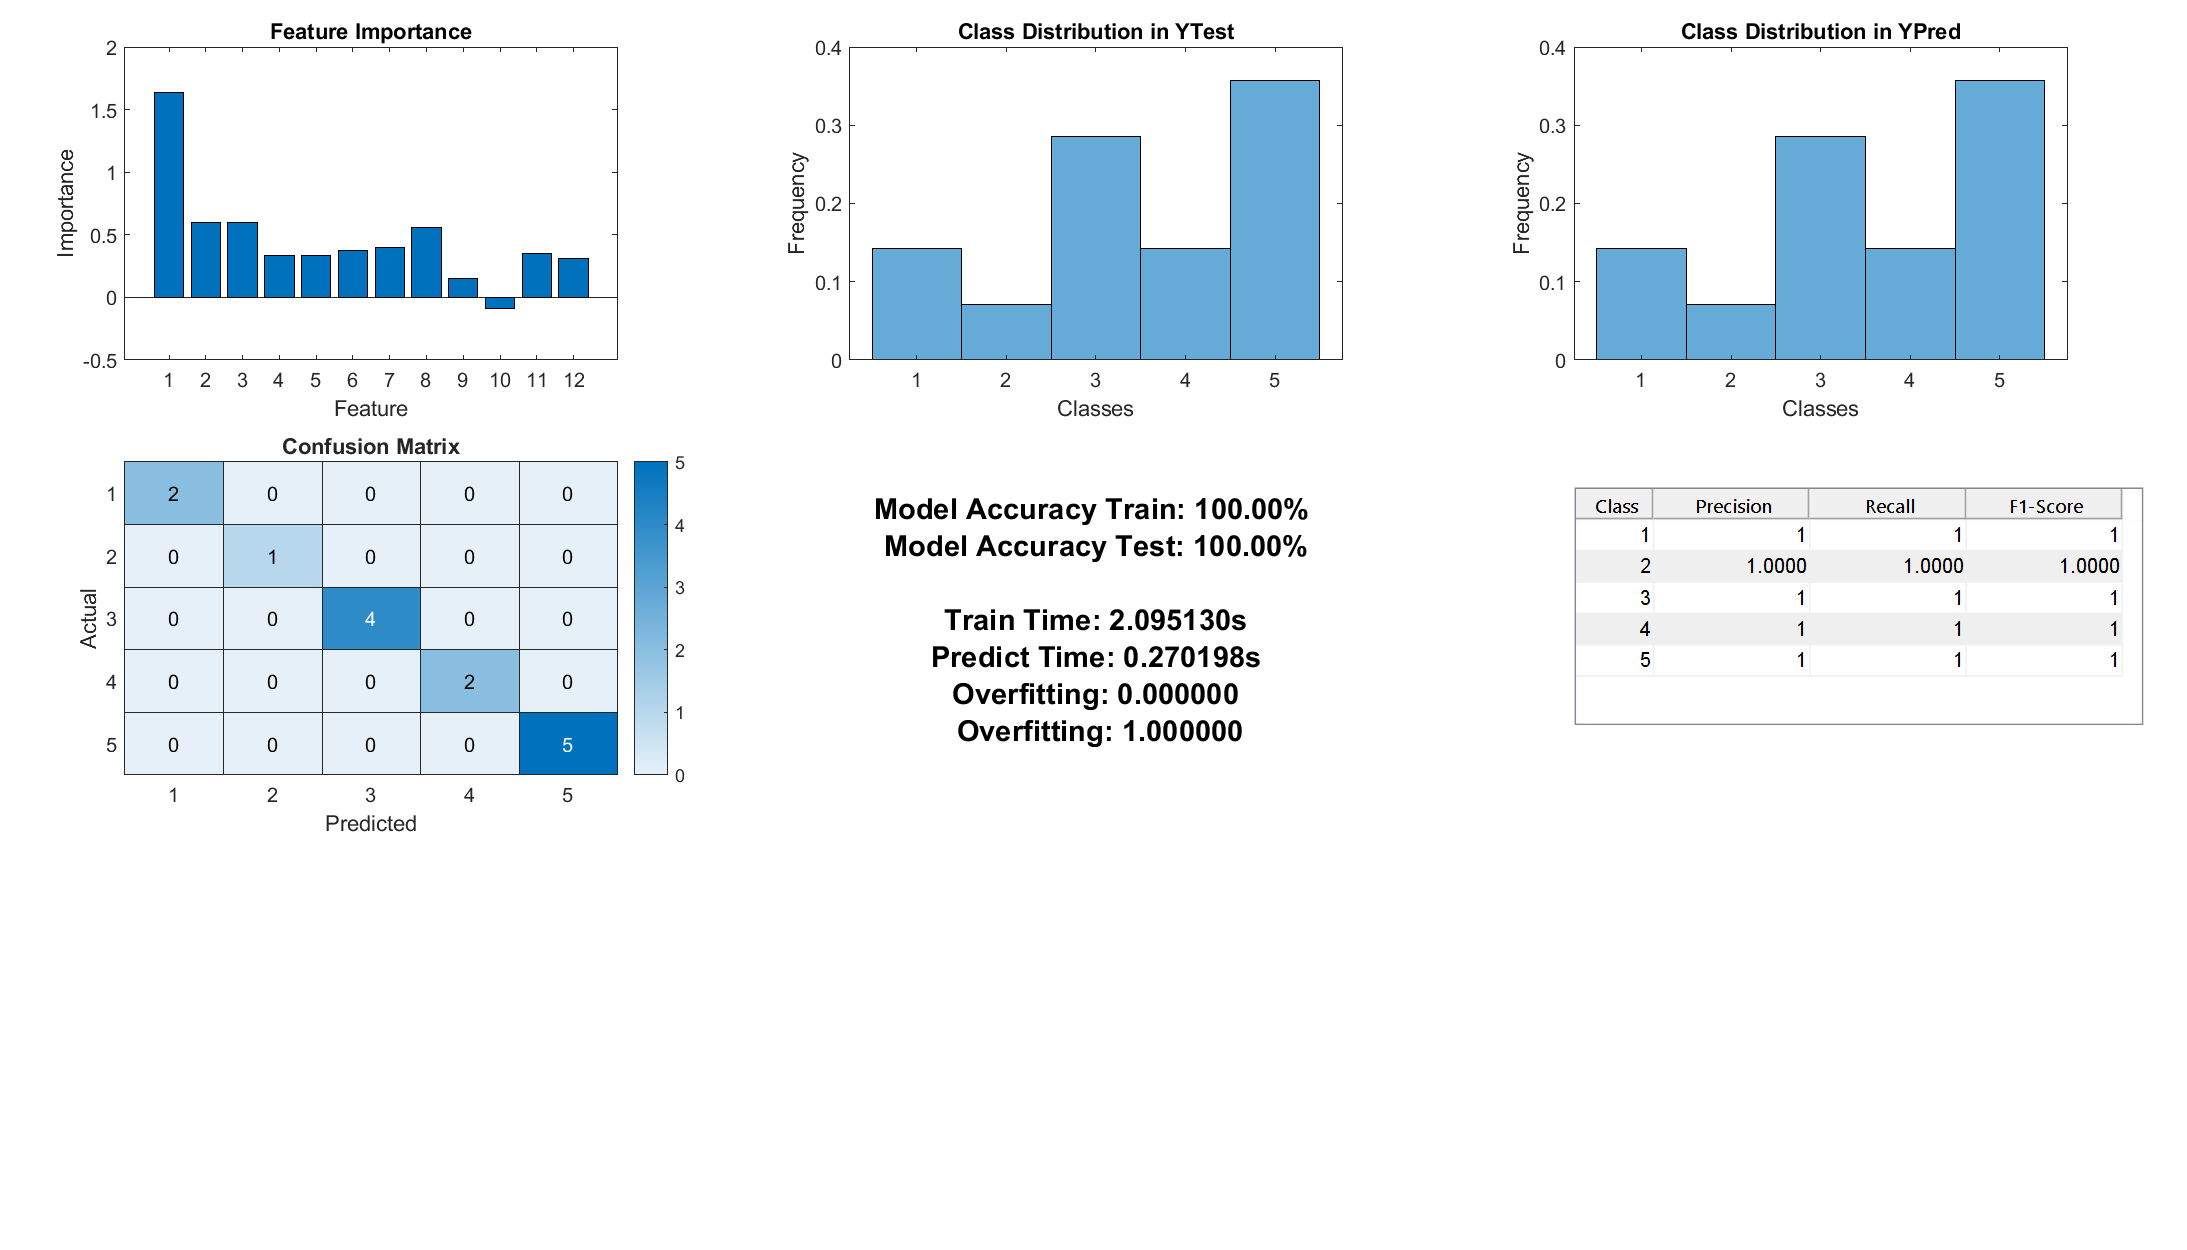 Feature Importance
2
1.5
1
0.5
0
-0.5
Importance
1 2 3 4 5 6 7 8 9 10 11 12
Feature
Class Distribution in YTest
0.4
0.3
0.2
0.1
0
Frequency
1 2 3 4 5
Classes
Class Distribution in YPred
0.4
0.3
0.2
0.1
0
Frequency
1 2 3 4 5
Classes
Confusion Matrix
Actual
1 2 0 0 0 0
2 0 1 0 0 0
3 0 0 4 0 0
4 0 0 0 2 0
5 0 0 0 0 5
1 2 3 4 5
Predicted
5
4
3
2
1
0
Model Accuracy Train: 100.00%
Model Accuracy Test: 100.00%
Train Time: 2.095130s
Predict Time: 0.270198s
Overfitting: 0.000000
Overfitting: 1.000000
Class Precision Recall F1-Score
1 1 1 1
2 1.0000 1.0000 1.0000
3 1 1 1
4 1 1 1
5 1 1 1